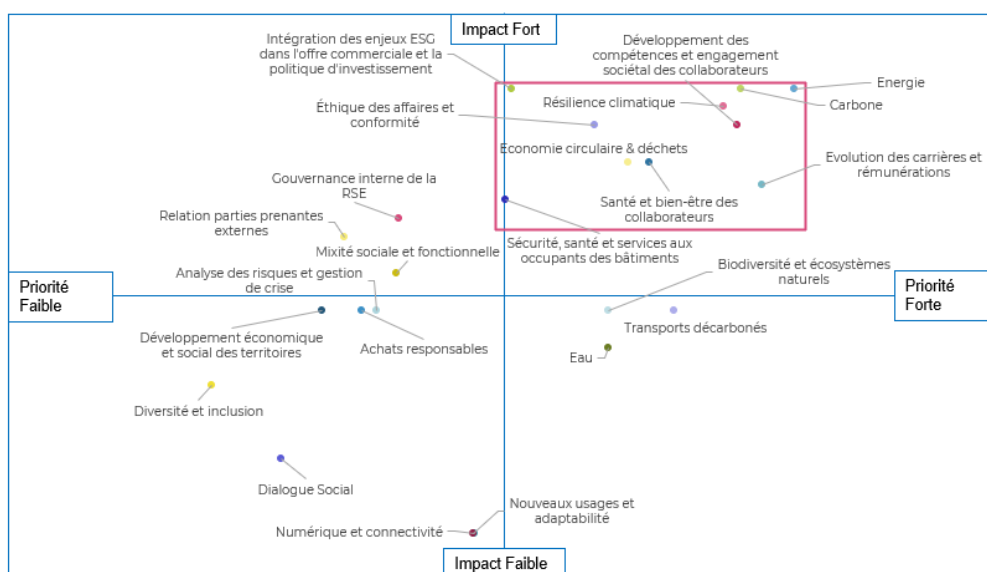 Impact Fort
Intégration des enjeux ESG
dans l'offre commerciale et la
politique d'investissement
Développement des
compétences et engagement
sociétal des collaborateurs
Energie
Carbone
Résilience climatique
Éthique des affaires et
conformité
Economie circulaire & déchets
Evolution des carrières et
rémunérations
Santé et bien-être des
collaborateurs
Gouvernance interne de la
RSE
Relation parties prenantes
externes
Mixité sociale et fonctionnelle
Sécurité, santé et services aux
occupants des bâtiments
Analyse des risques et gestion
de crise
Biodiversité et écosystèmes
naturels
Priorité
Faible
Priorité
Forte
Développement économique
et social des territoires
Achats responsables
Transports décarbonés
Eau
Diversité et inclusion
Dialogue Social
Nouveaux usages et
adaptabilité
Numérique et connectivité
Impact Faible